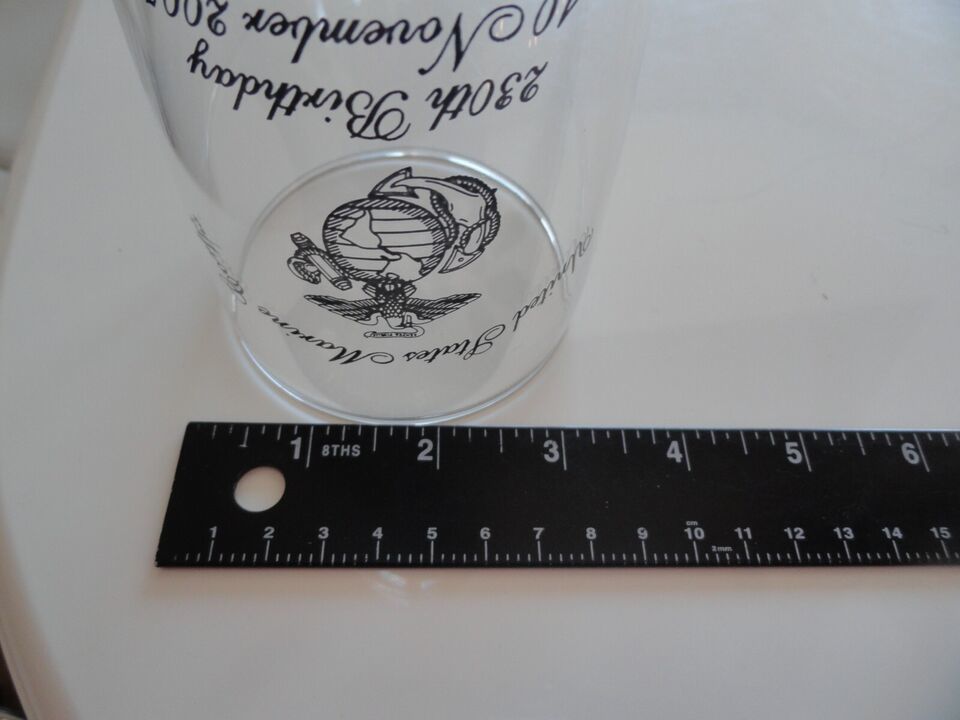 United States Marine Corps
230th Birthday
10 November 200
1 8THS 2 3 4 5 6
1 2 3 4 5 6 7 8 9 cm 10 2mm 11 12 13 14 15